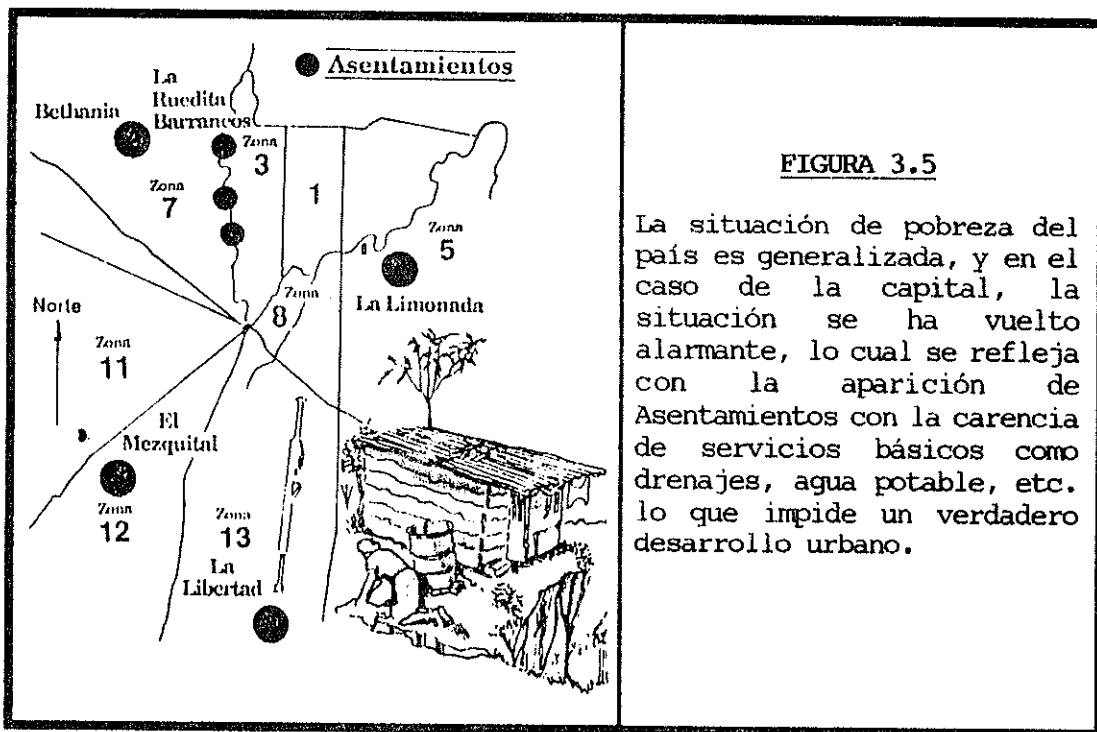 Asentamientos
La
Ruedita
Barrancos
Bethania
Zona
3
Zona
7
1
Zona
5
La Limonada
Zona
8
Norte
Zona
11
El
Mezquital
Zona
12
Zona
13
La
Libertad
FIGURA 3.5
La situación de pobreza del
país es generalizada, y en el
caso de la capital, la
situación se ha vuelto
alarmante, lo cual se refleja
con la aparición de
Asentamientos con la carencia
de servicios básicos como
drenajes, agua potable, etc.
lo que impide un verdadero
desarrollo urbano.